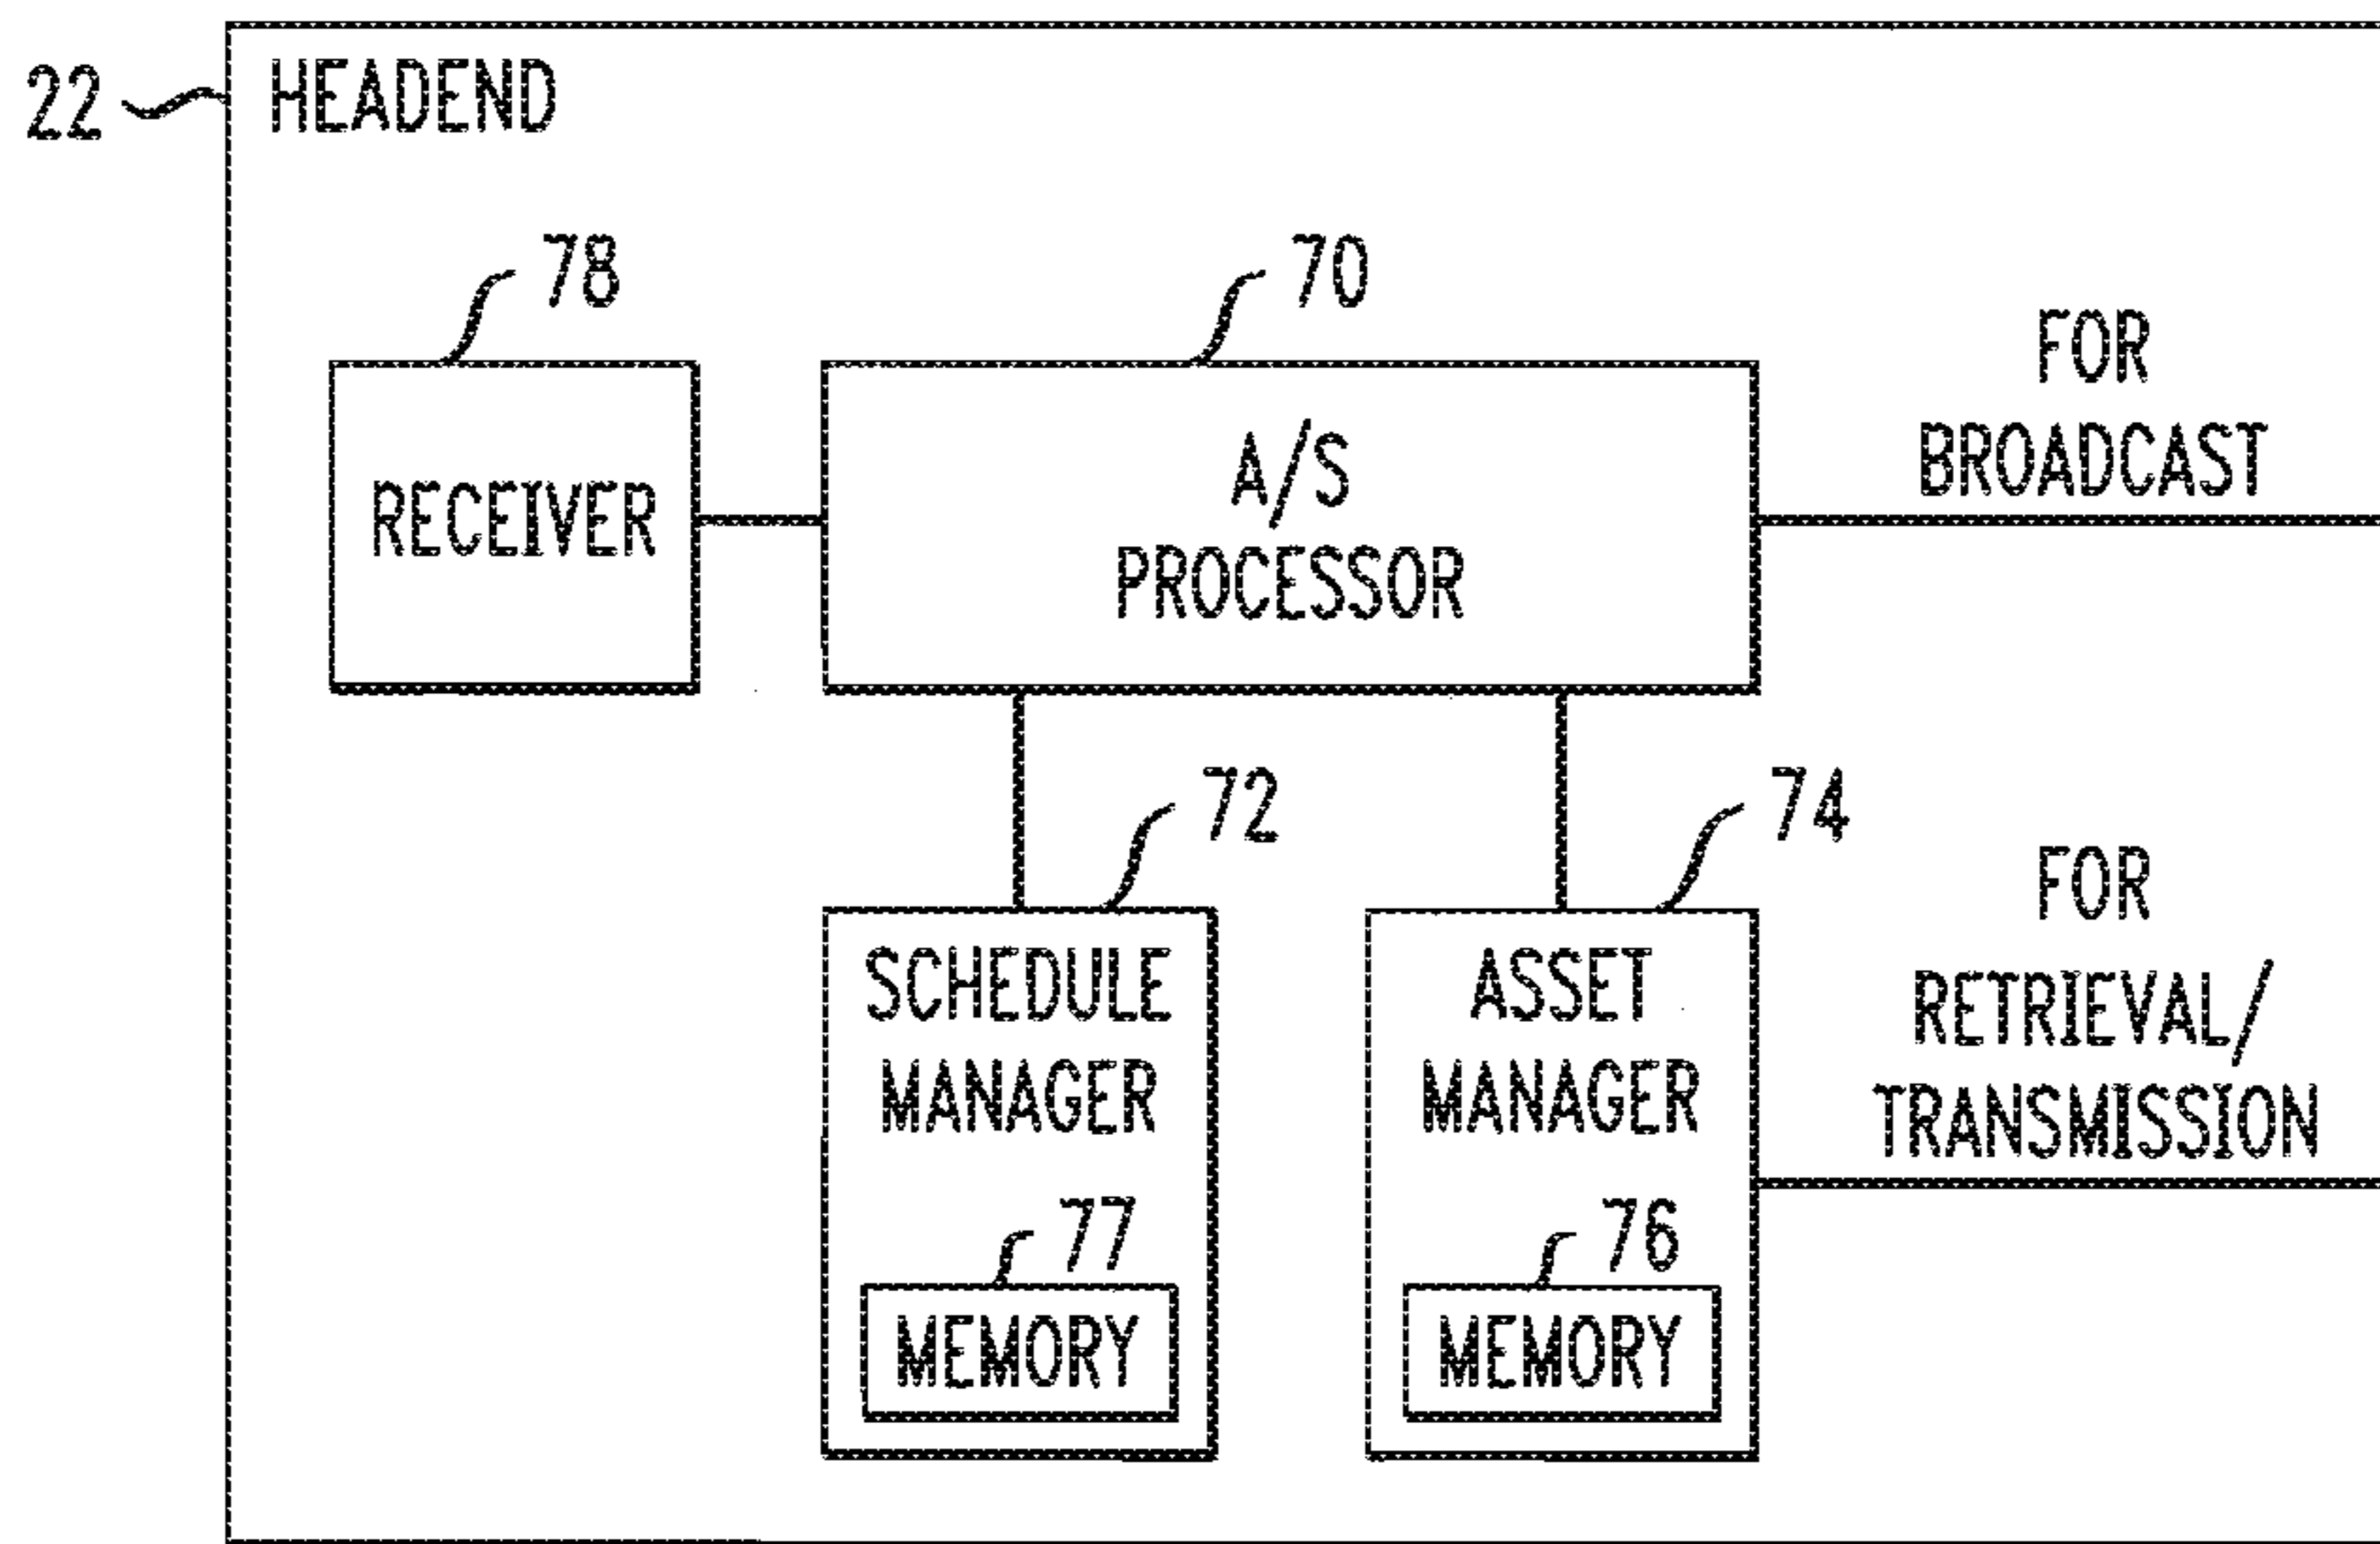 22
HEADEND
78
70
FOR
BROADCAST
RECEIVER
A/S
PROCESSOR
72
74
FOR
RETRIEVAL/
TRANSMISSION
SCHEDULE
MANAGER
ASSET
MANAGER
77
76
MEMORY
MEMORY